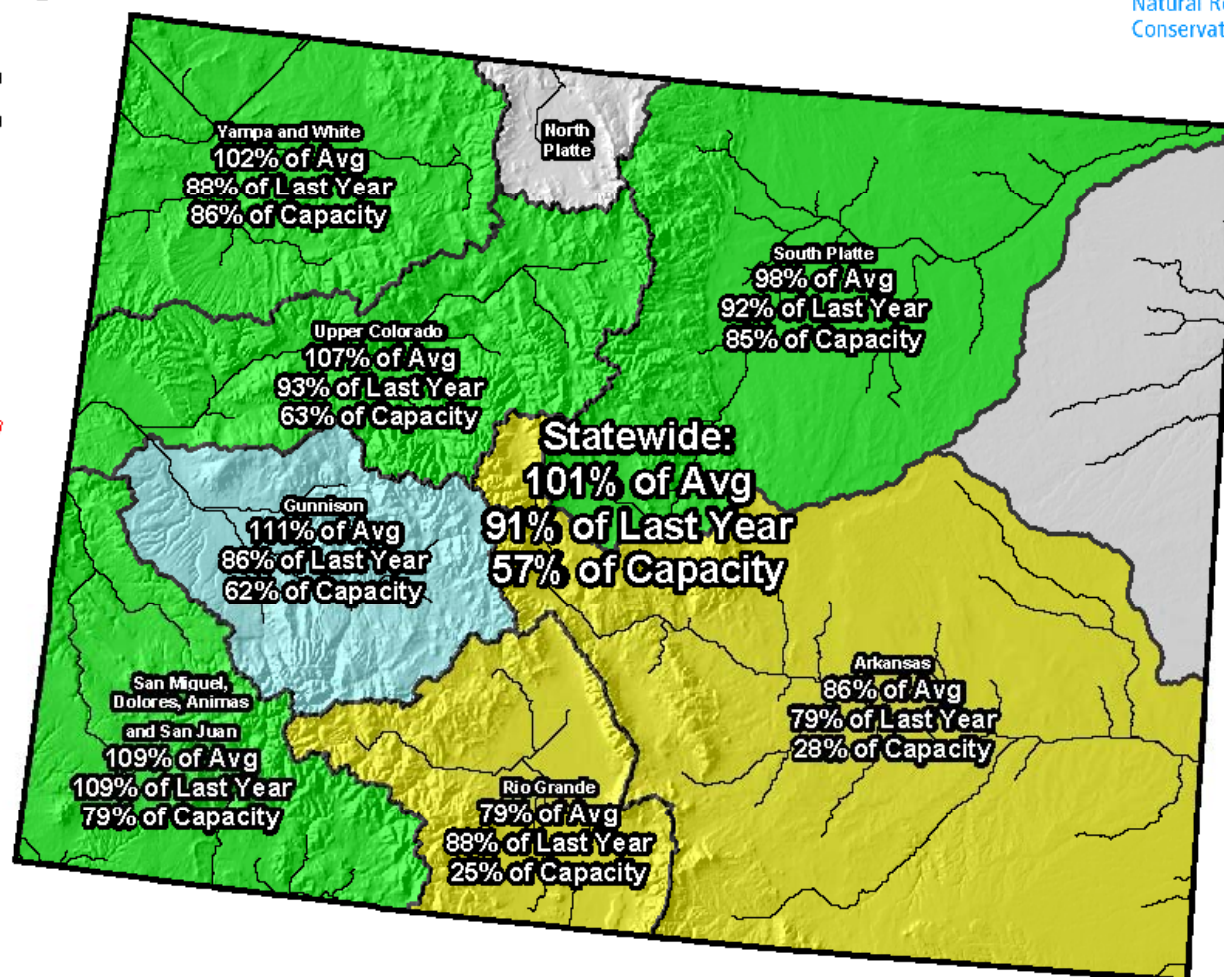 Natural Re
Conservat
Yampa and White
102% of Avg
88% of Last Year
86% of Capacity
North
Platte
South Platte
98% of Avg
92% of Last Year
85% of Capacity
Upper Colorado
107% of Avg
93% of Last Year
63% of Capacity
Statewide:
101% of Avg
91% of Last Year
57% of Capacity
Gunnison
111% of Avg
86% of Last Year
62% of Capacity
San Miguel,
Dolores, Animas
and San Juan
109% of Avg
109% of Last Year
79% of Capacity
Rio Grande
79% of Avg
88% of Last Year
25% of Capacity
Arkansas
86% of Avg
79% of Last Year
28% of Capacity